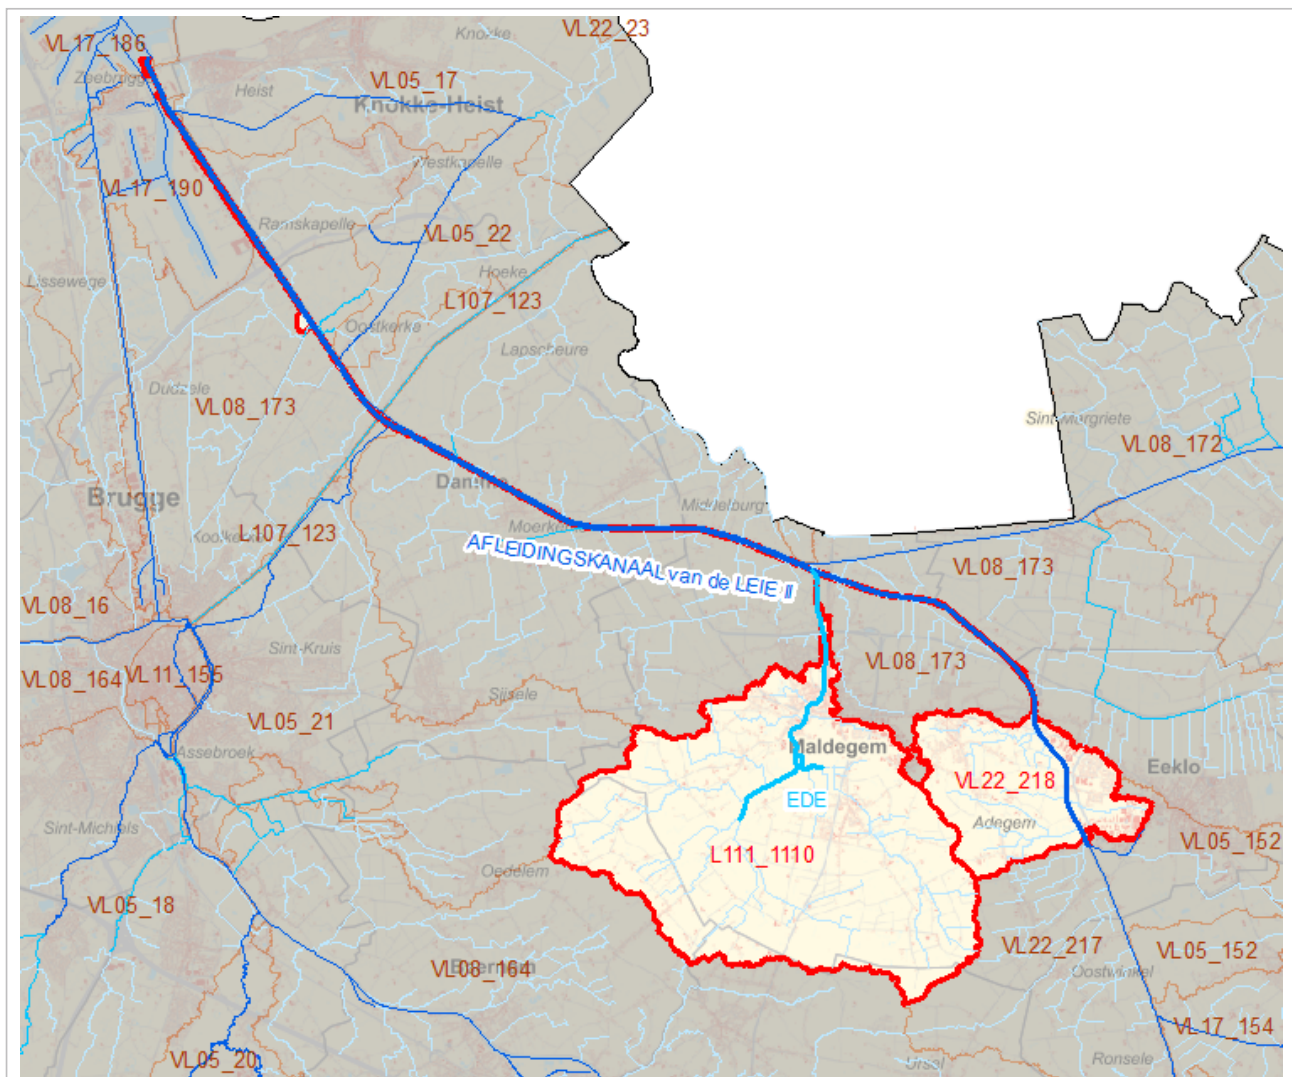 VL22_23
Knokke
VL17_186
Zeebrugge
VL05_17
Heist
Knokke-Heist
Westkapelle
VL17_190
Ramskapelle
VL05_22
Lissewege
Hoeke
L107_123
Oostkerke
Lapscheure
Dudzele
VL08_173
Sint-Margriete
VL08_172
Damme
Brugge
Middelburg
Moerkerke
Koolkerke
L107_123
AFLEIDINGSKANAAL van de LEIE II
VL08_173
VL08_16
Sint-Kruis
VL08_173
VL08_164
VL11_155
Sijsele
VL05_21
Assebroek
Maldegem
Eeklo
VL22_218
EDE
Adegem
Sint-Michiels
VL05_152
L111_1110
Oedelem
VL05_18
VL22_217
VL05_152
Oostwinkel
VL08_164
VL17_154
VL05_20
Ursel
Ronsele